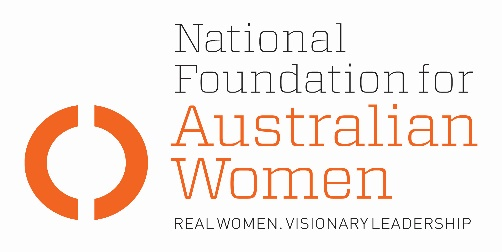 National
Foundation for
Australian
Women
REAL WOMEN. VISIONARY LEADERSHIP